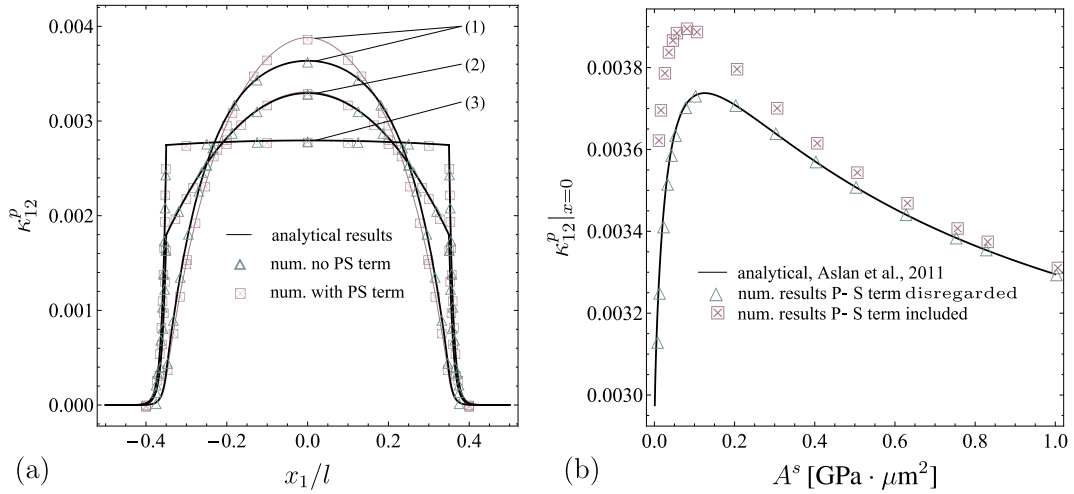 0.004
0.003
0.002
0.001
0.000
κ^p_12
(1)
(2)
(3)
analytical results
num. no PS term
num. with PS term
−0.4 −0.2 0.0 0.2 0.4
(a) x_1/l
0.0038
0.0036
0.0034
0.0032
0.0030
κ^p_12|x=0
analytical, Aslan et al., 2011
num. results P- S term disregarded
num. results P- S term included
0.0 0.2 0.4 0.6 0.8 1.0
(b) A^s [GPa · μm^2]